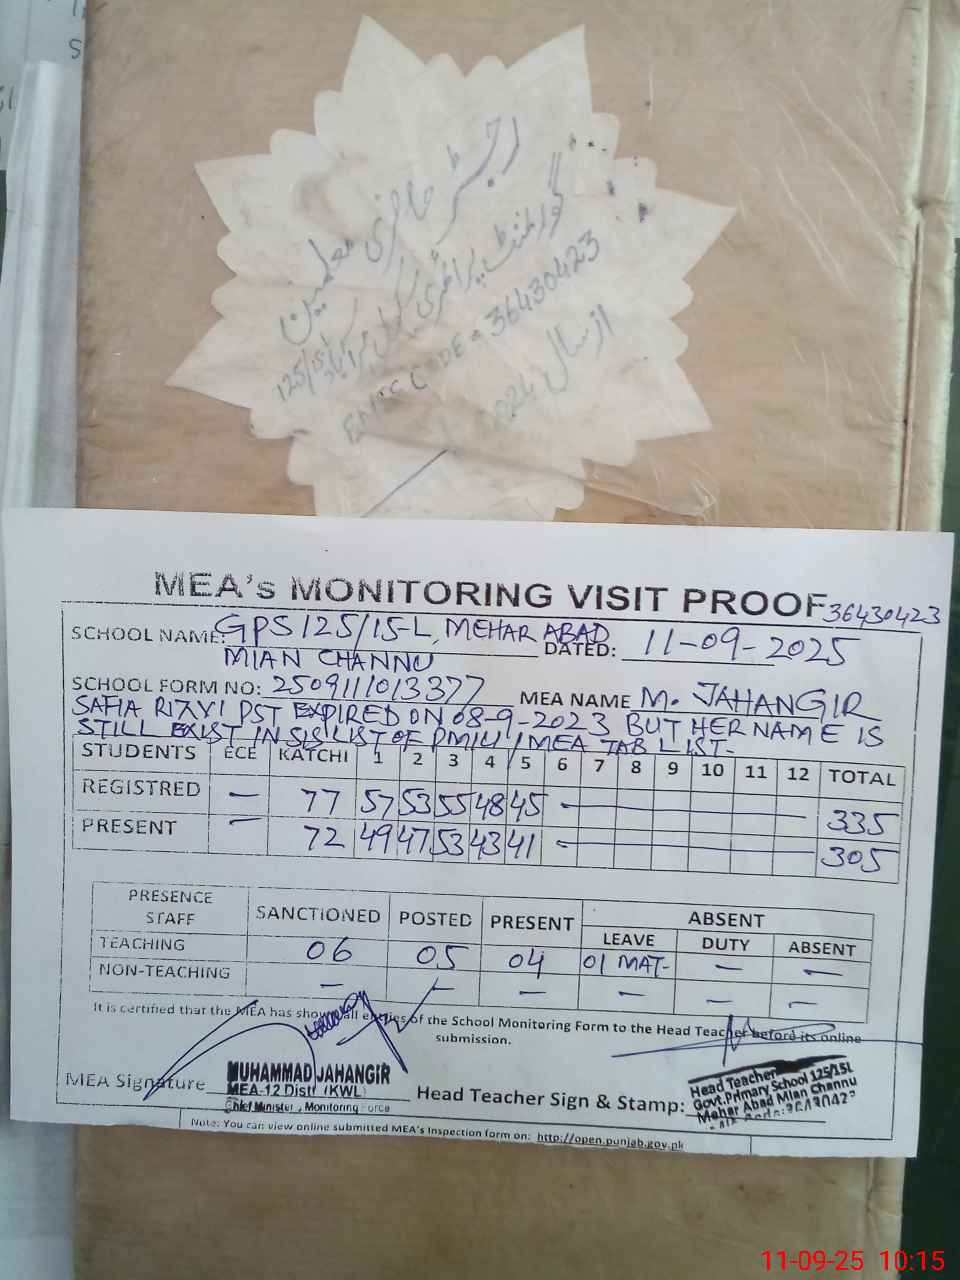 رجسٹر حاضری معلمین
گورنمنٹ پرائمری سکول مہرآباد 125/15L
EMIS CODE = 36430423
از سال 2024
MEA's MONITORING VISIT PROOF 36430423
SCHOOL NAME: GPS 125/15-L, MEHAR ABAD DATED: 11-09-2025
MIAN CHANNU
SCHOOL FORM NO: 2509111013377 MEA NAME M. JAHANGIR
SAFIA RIZVI PST EXPIRED ON 08-9-2023 BUT HER NAME IS
STILL EXIST IN SIS LIST OF PMIU / MEA TAB LIST-
STUDENTS ECE KATCHI 1 2 3 4 5 6 7 8 9 10 11 12 TOTAL
REGISTRED — 77 57 53 55 48 45 — 335
PRESENT — 72 49 47 53 43 41 — 305
PRESENCE STAFF SANCTIONED POSTED PRESENT ABSENT
LEAVE DUTY ABSENT
TEACHING 06 05 04 01 MAT- — —
NON-TEACHING — — — — — —
It is certified that the MEA has shown all entries of the School Monitoring Form to the Head Teacher before its online
submission.
MEA Signature
MUHAMMAD JAHANGIR
MEA-12 Distt (KWL)
Chief Minister, Monitoring Force
Head Teacher Sign & Stamp:
Head Teacher
Govt.Primary School 125/15L
Mehar Abad Mian Channu
Note: You can view online submitted MEA's Inspection form on: http://open.punjab.gov.pk
11-09-25 10:15